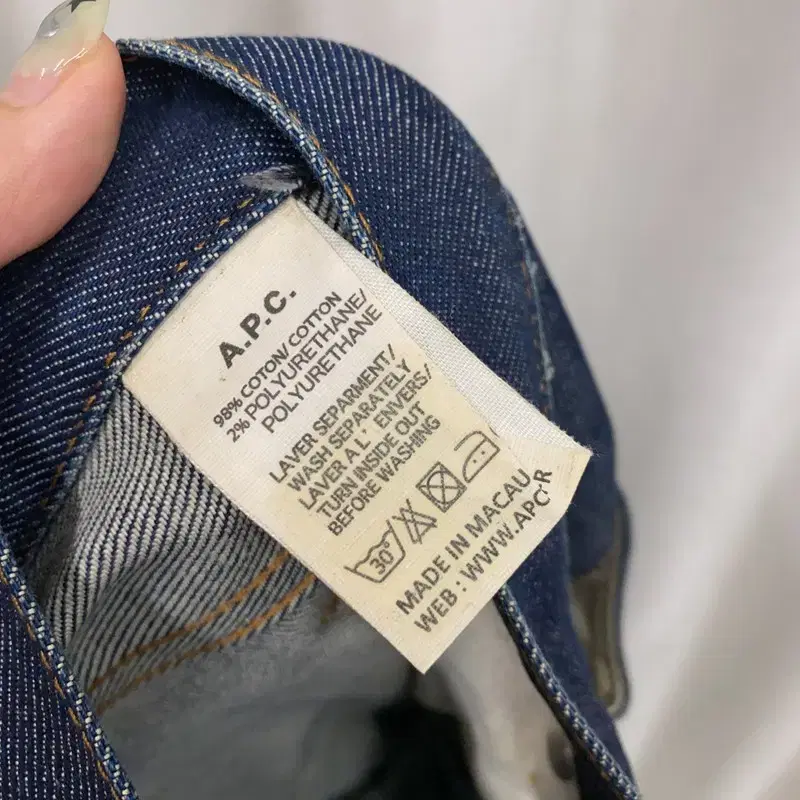 A.P.C.
98% COTON/COTTON
2% POLYURETHANE/
POLYURETHANE
LAVER SEPARMENT/
WASH SEPARATELY
LAVER A L' ENVERS/
TURN INSIDE OUT
BEFORE WASHING
30°
MADE IN MACAU
WEB : WWW.APC